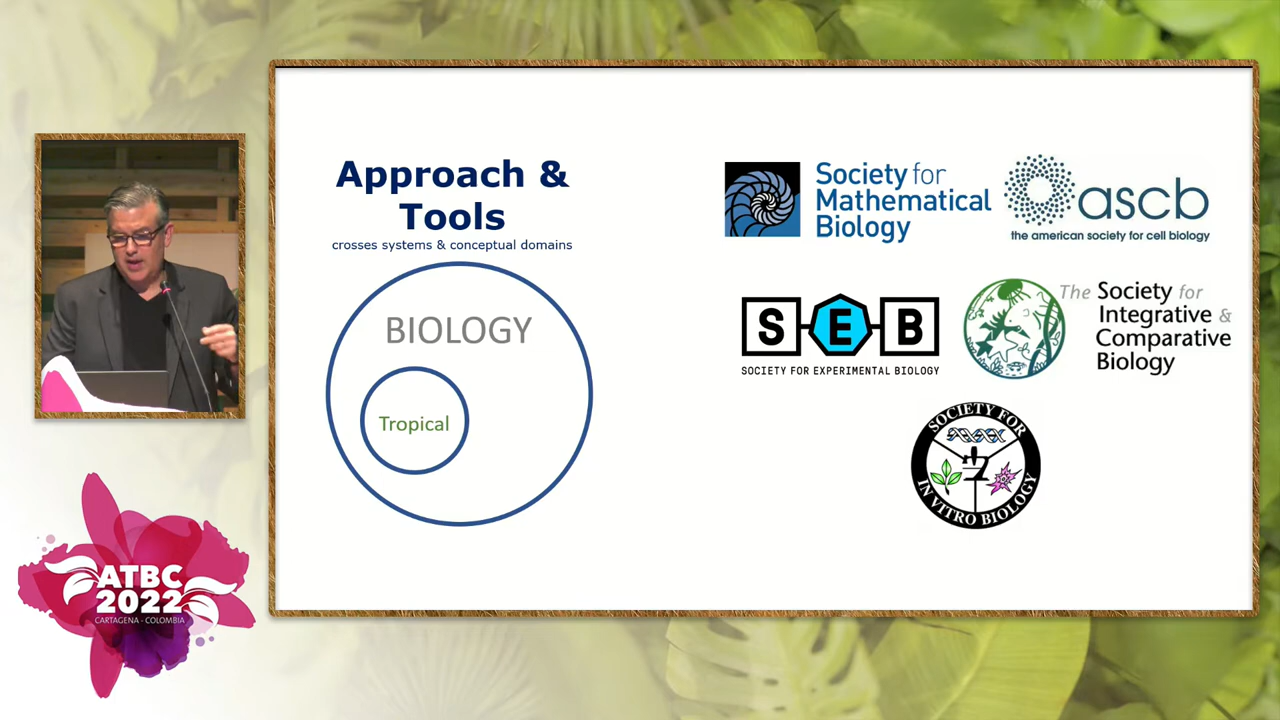 Approach &
Tools
crosses systems & conceptual domains
BIOLOGY
Tropical
Society for
Mathematical
Biology
ascb
the american society for cell biology
SEB
SOCIETY FOR EXPERIMENTAL BIOLOGY
The Society for
Integrative &
Comparative
Biology
SOCIETY FOR
IN VITRO BIOLOGY
ATBC
2022
CARTAGENA - COLOMBIA